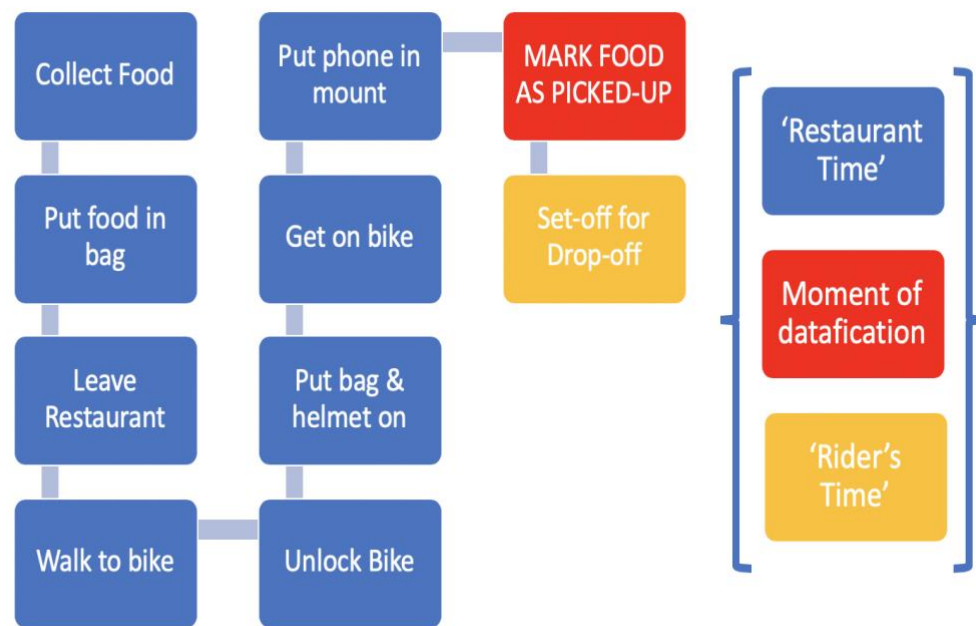 Collect Food
Put food in
bag
Leave
Restaurant
Walk to bike
Unlock Bike
Put bag &
helmet on
Get on bike
Put phone in
mount
MARK FOOD
AS PICKED-UP
Set-off for
Drop-off
‘Restaurant
Time’
Moment of
datafication
‘Rider’s
Time’